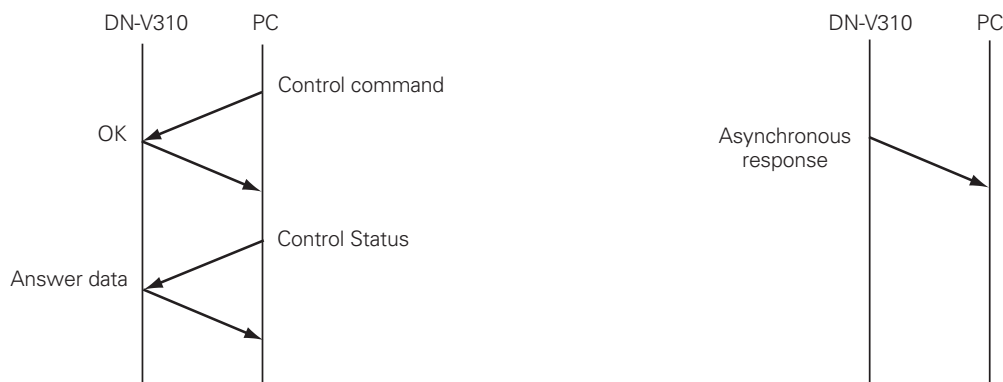 DN-V310 PC
Control command
OK
Control Status
Answer data
DN-V310 PC
Asynchronous
response